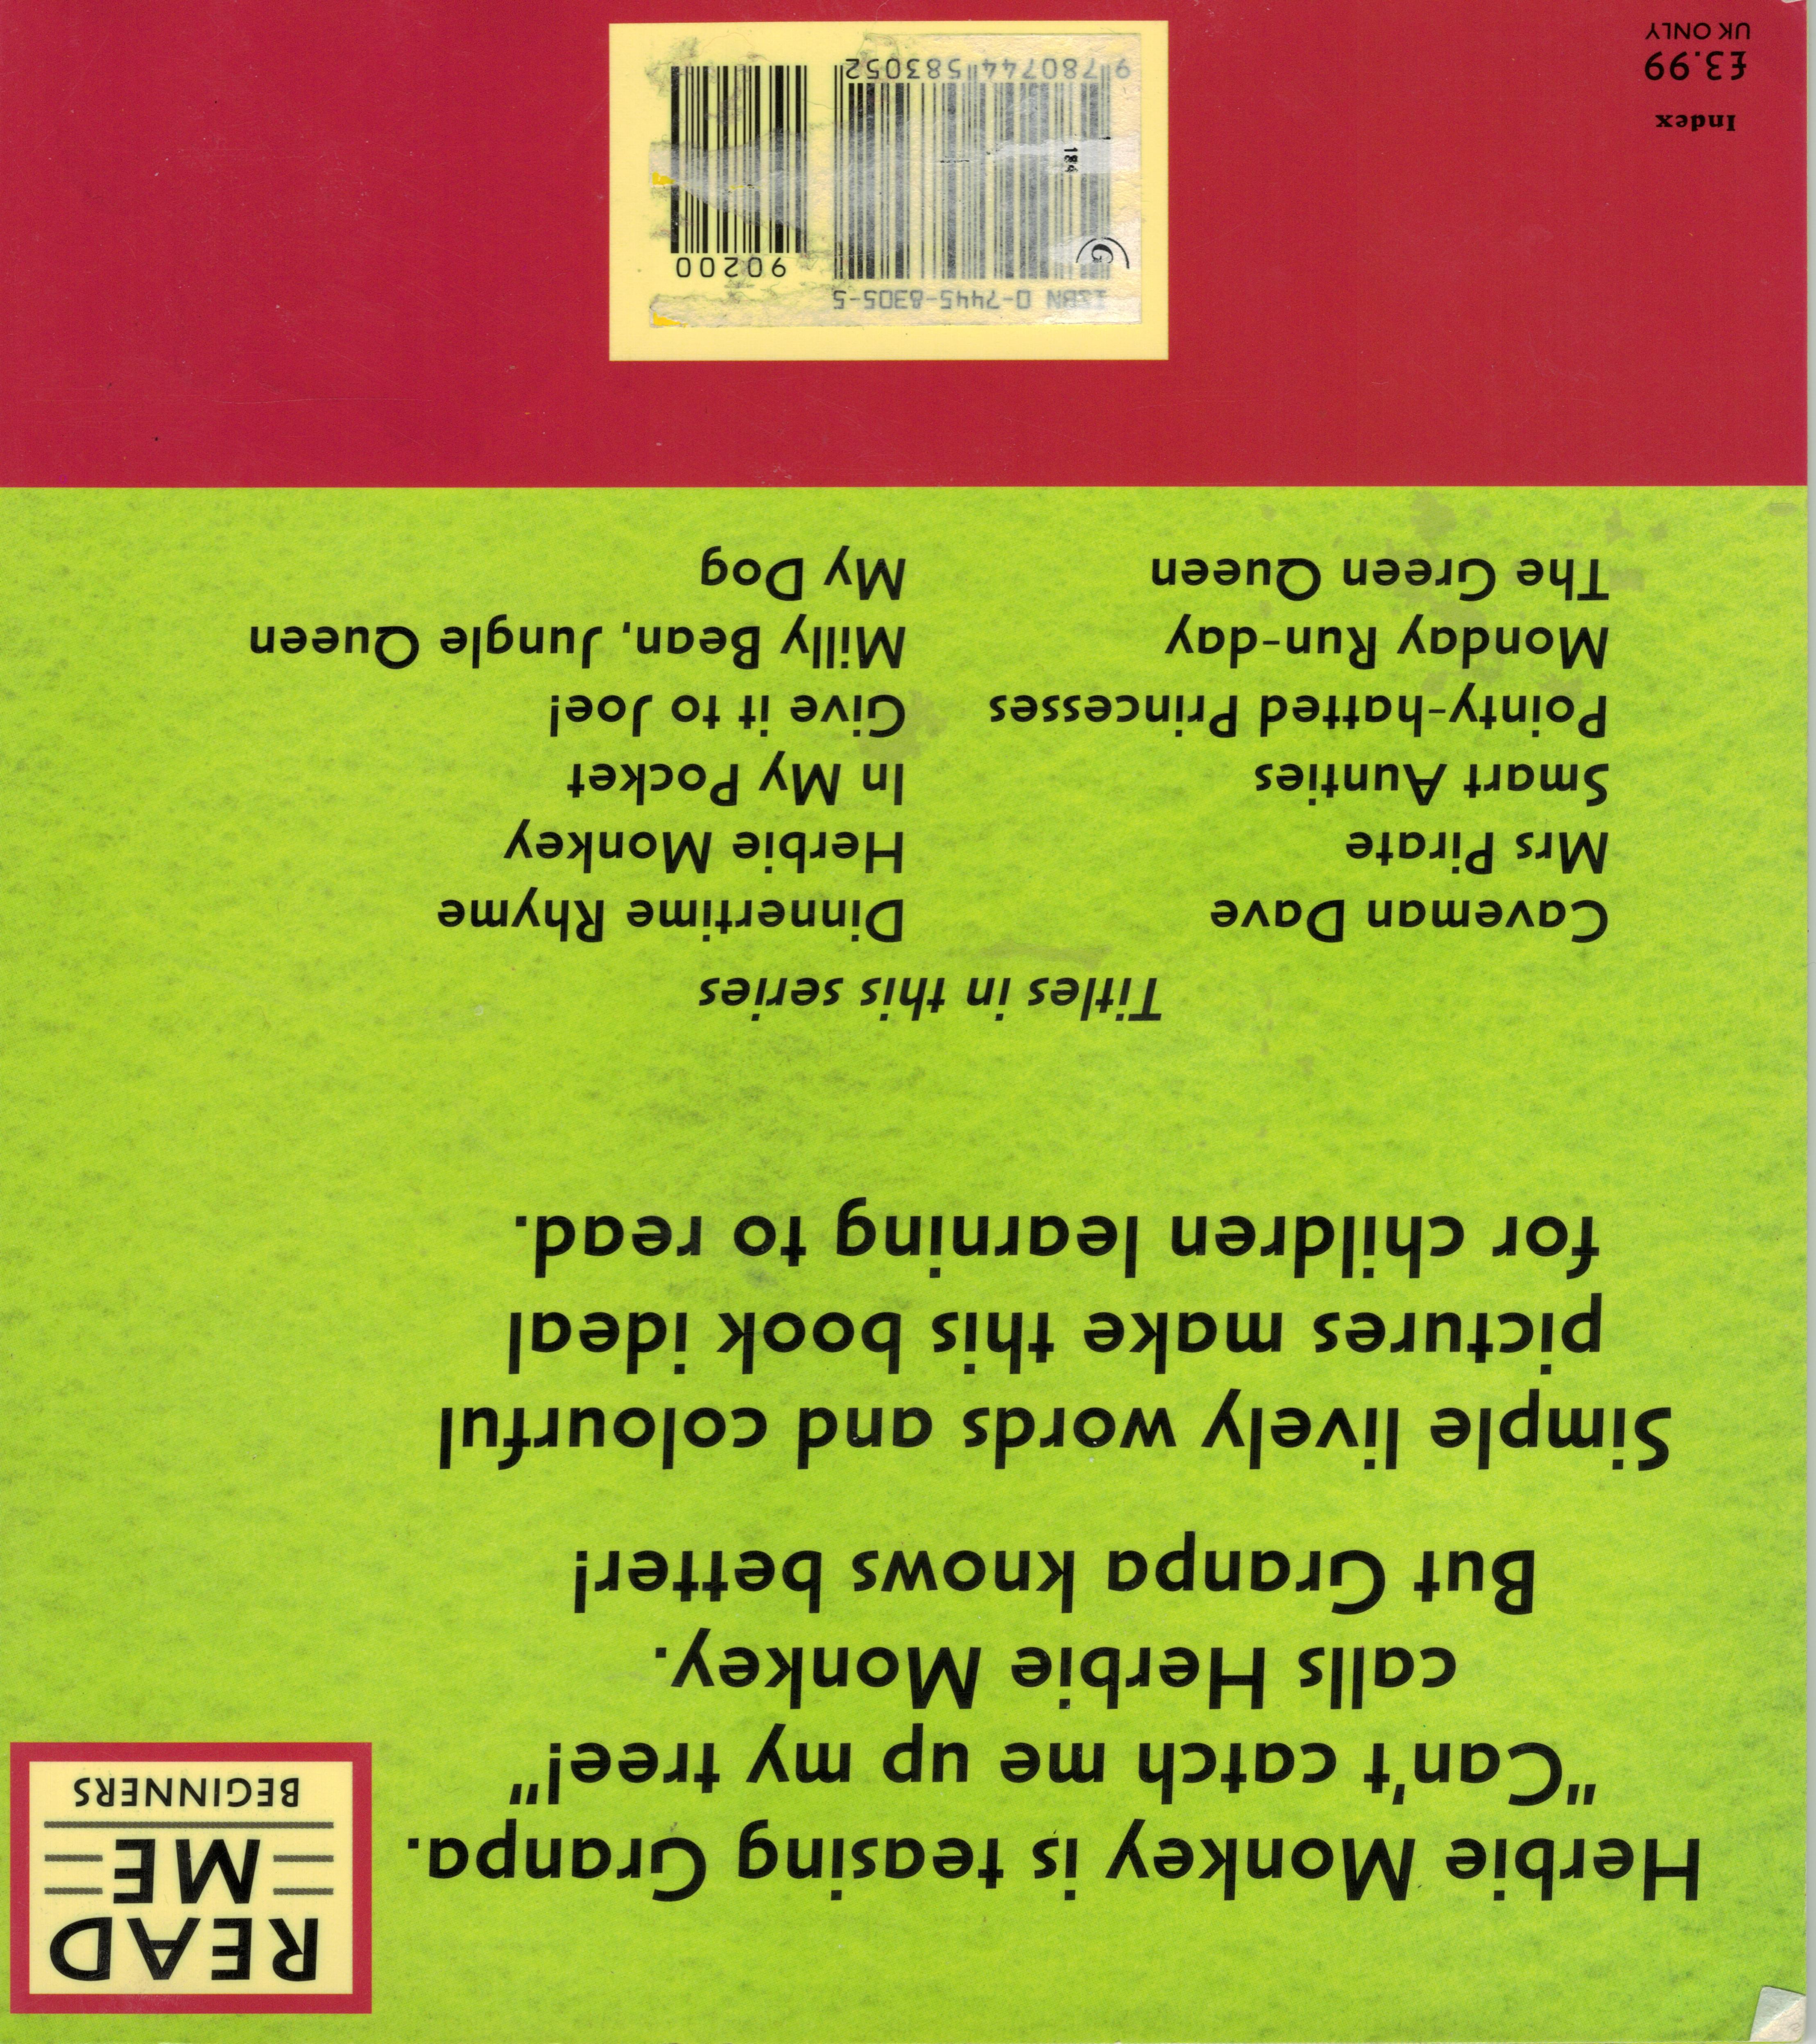 READ
ME
BEGINNERS
Herbie Monkey is teasing Granpa.
"Can't catch me up my tree!"
calls Herbie Monkey.
But Granpa knows better!
Simple lively words and colourful
pictures make this book ideal
for children learning to read.
Titles in this series
Caveman Dave
Mrs Pirate
Smart Aunties
Pointy-hatted Princesses
Monday Run-day
The Green Queen
Dinnertime Rhyme
Herbie Monkey
In My Pocket
Give it to Joe!
Milly Bean, Jungle Queen
My Dog
Index
£3.99
UK ONLY
ISBN 0-7445-8305-5
90200
G
184
9 780744 583052